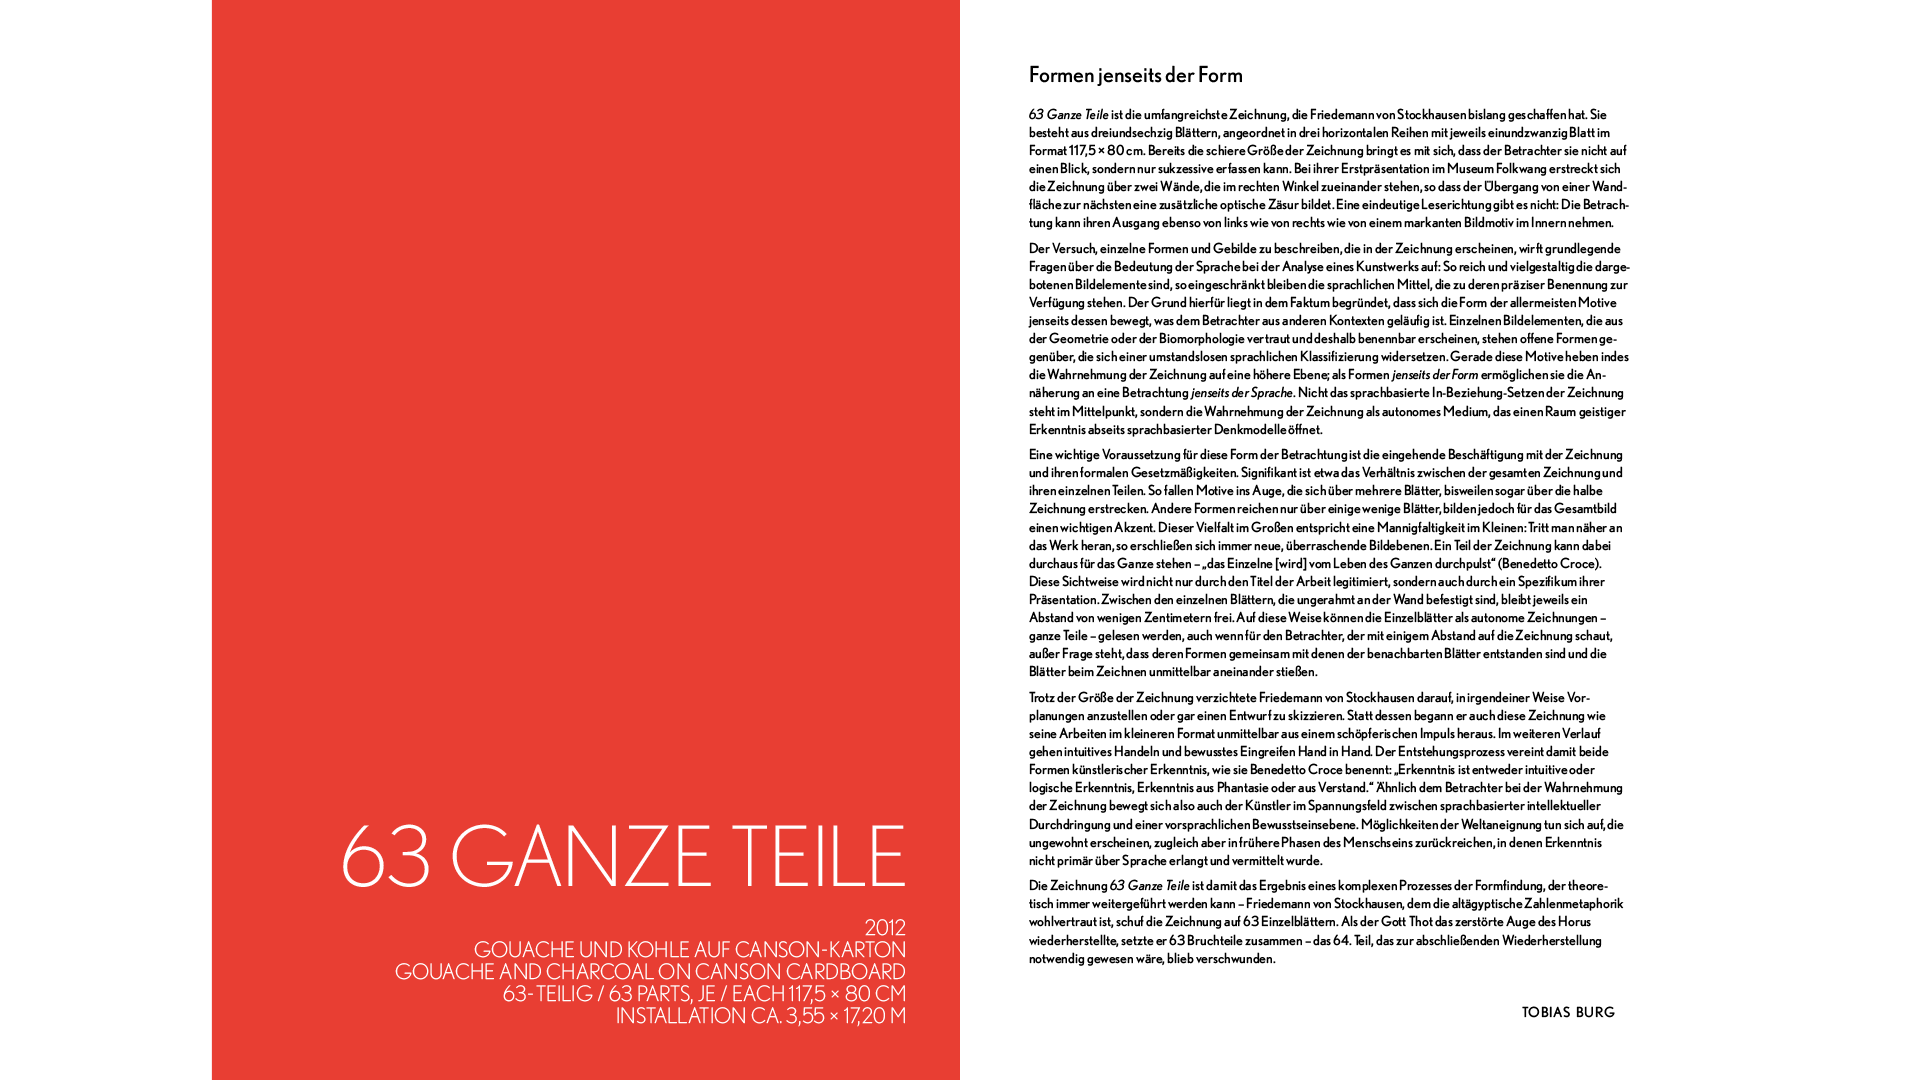 63 GANZE TEILE
2012
GOUACHE UND KOHLE AUF CANSON-KARTON
GOUACHE AND CHARCOAL ON CANSON CARDBOARD
63-TEILIG / 63 PARTS, JE / EACH 117,5 × 80 CM
INSTALLATION CA. 3,55 × 17,20 M
Formen jenseits der Form
63 Ganze Teile ist die umfangreichste Zeichnung, die Friedemann von Stockhausen bislang geschaffen hat. Sie
besteht aus dreiundsechzig Blättern, angeordnet in drei horizontalen Reihen mit jeweils einundzwanzig Blatt im
Format 117,5 × 80 cm. Bereits die schiere Größe der Zeichnung bringt es mit sich, dass der Betrachter sie nicht auf
einen Blick, sondern nur sukzessive erfassen kann. Bei ihrer Erstpräsentation im Museum Folkwang erstreckt sich
die Zeichnung über zwei Wände, die im rechten Winkel zueinander stehen, so dass der Übergang von einer Wand-
fläche zur nächsten eine zusätzliche optische Zäsur bildet. Eine eindeutige Leserichtung gibt es nicht: Die Betrach-
tung kann ihren Ausgang ebenso von links wie von rechts wie von einem markanten Bildmotiv im Innern nehmen.
Der Versuch, einzelne Formen und Gebilde zu beschreiben, die in der Zeichnung erscheinen, wirft grundlegende
Fragen über die Bedeutung der Sprache bei der Analyse eines Kunstwerks auf: So reich und vielgestaltig die darge-
botenen Bildelemente sind, so eingeschränkt bleiben die sprachlichen Mittel, die zu deren präziser Benennung zur
Verfügung stehen. Der Grund hierfür liegt in dem Faktum begründet, dass sich die Form der allermeisten Motive
jenseits dessen bewegt, was dem Betrachter aus anderen Kontexten geläufig ist. Einzelnen Bildelementen, die aus
der Geometrie oder der Biomorphologie vertraut und deshalb benennbar erscheinen, stehen offene Formen ge-
genüber, die sich einer umstandslosen sprachlichen Klassifizierung widersetzen. Gerade diese Motive heben indes
die Wahrnehmung der Zeichnung auf eine höhere Ebene; als Formen jenseits der Form ermöglichen sie die An-
näherung an eine Betrachtung jenseits der Sprache. Nicht das sprachbasierte In-Beziehung-Setzen der Zeichnung
steht im Mittelpunkt, sondern die Wahrnehmung der Zeichnung als autonomes Medium, das einen Raum geistiger
Erkenntnis abseits sprachbasierter Denkmodelle öffnet.
Eine wichtige Voraussetzung für diese Form der Betrachtung ist die eingehende Beschäftigung mit der Zeichnung
und ihren formalen Gesetzmäßigkeiten. Signifikant ist etwa das Verhältnis zwischen der gesamten Zeichnung und
ihren einzelnen Teilen. So fallen Motive ins Auge, die sich über mehrere Blätter, bisweilen sogar über die halbe
Zeichnung erstrecken. Andere Formen reichen nur über einige wenige Blätter, bilden jedoch für das Gesamtbild
einen wichtigen Akzent. Dieser Vielfalt im Großen entspricht eine Mannigfaltigkeit im Kleinen: Tritt man näher an
das Werk heran, so erschließen sich immer neue, überraschende Bildebenen. Ein Teil der Zeichnung kann dabei
durchaus für das Ganze stehen – „das Einzelne [wird] vom Leben des Ganzen durchpulst“ (Benedetto Croce).
Diese Sichtweise wird nicht nur durch den Titel der Arbeit legitimiert, sondern auch durch ein Spezifikum ihrer
Präsentation. Zwischen den einzelnen Blättern, die ungerahmt an der Wand befestigt sind, bleibt jeweils ein
Abstand von wenigen Zentimetern frei. Auf diese Weise können die Einzelblätter als autonome Zeichnungen –
ganze Teile – gelesen werden, auch wenn für den Betrachter, der mit einigem Abstand auf die Zeichnung schaut,
außer Frage steht, dass deren Formen gemeinsam mit denen der benachbarten Blätter entstanden sind und die
Blätter beim Zeichnen unmittelbar aneinander stießen.
Trotz der Größe der Zeichnung verzichtete Friedemann von Stockhausen darauf, in irgendeiner Weise Vor-
planungen anzustellen oder gar einen Entwurf zu skizzieren. Statt dessen begann er auch diese Zeichnung wie
seine Arbeiten im kleineren Format unmittelbar aus einem schöpferischen Impuls heraus. Im weiteren Verlauf
gehen intuitives Handeln und bewusstes Eingreifen Hand in Hand. Der Entstehungsprozess vereint damit beide
Formen künstlerischer Erkenntnis, wie sie Benedetto Croce benennt: „Erkenntnis ist entweder intuitive oder
logische Erkenntnis, Erkenntnis aus Phantasie oder aus Verstand.“ Ähnlich dem Betrachter bei der Wahrnehmung
der Zeichnung bewegt sich also auch der Künstler im Spannungsfeld zwischen sprachbasierter intellektueller
Durchdringung und einer vorsprachlichen Bewusstseinsebene. Möglichkeiten der Weltaneignung tun sich auf, die
ungewohnt erscheinen, zugleich aber in frühere Phasen des Menschseins zurückreichen, in denen Erkenntnis
nicht primär über Sprache erlangt und vermittelt wurde.
Die Zeichnung 63 Ganze Teile ist damit das Ergebnis eines komplexen Prozesses der Formfindung, der theore-
tisch immer weitergeführt werden kann – Friedemann von Stockhausen, dem die altägyptische Zahlenmetaphorik
wohlvertraut ist, schuf die Zeichnung auf 63 Einzelblättern. Als der Gott Thot das zerstörte Auge des Horus
wiederherstellte, setzte er 63 Bruchteile zusammen – das 64. Teil, das zur abschließenden Wiederherstellung
notwendig gewesen wäre, blieb verschwunden.
TOBIAS BURG